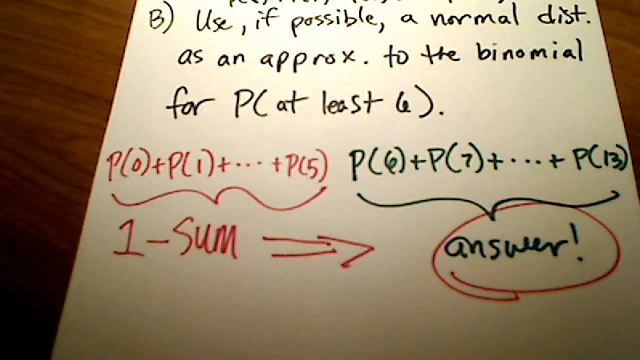 B) Use, if possible, a normal dist.
as an approx. to the binomial
for P(at least 6).
P(0)+P(1)+···+P(5) P(6)+P(7)+···+P(13)
1-Sum ⟹ answer!